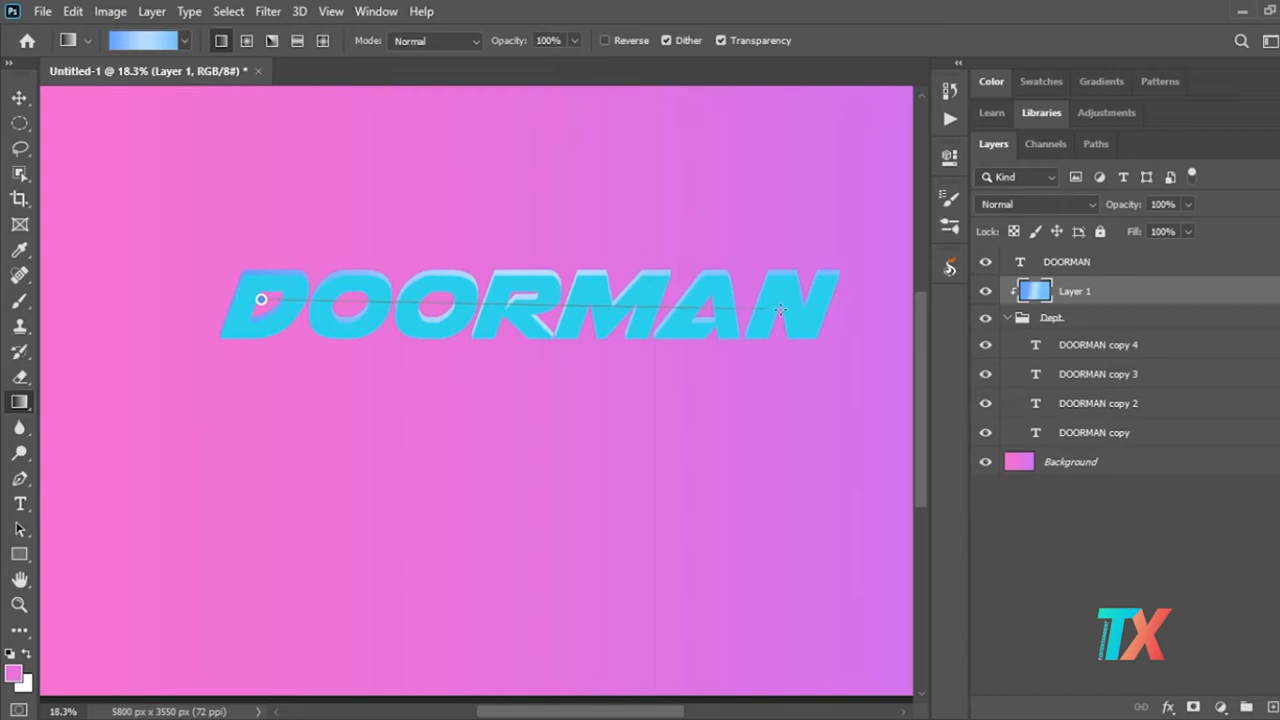 Ps File Edit Image Layer Type Select Filter 3D View Window Help
Mode: Normal Opacity: 100% Reverse Dither Transparency
Untitled-1 @ 18.3% (Layer 1, RGB/8#) * ×
Color Swatches Gradients Patterns
Learn Libraries Adjustments
Layers Channels Paths
Kind
Normal Opacity: 100%
Lock: Fill: 100%
DOORMAN
Layer 1
Dept.
DOORMAN copy 4
DOORMAN copy 3
DOORMAN copy 2
DOORMAN copy
Background
DOORMAN
TX
18.3% 5800 px x 3550 px (72 ppi)